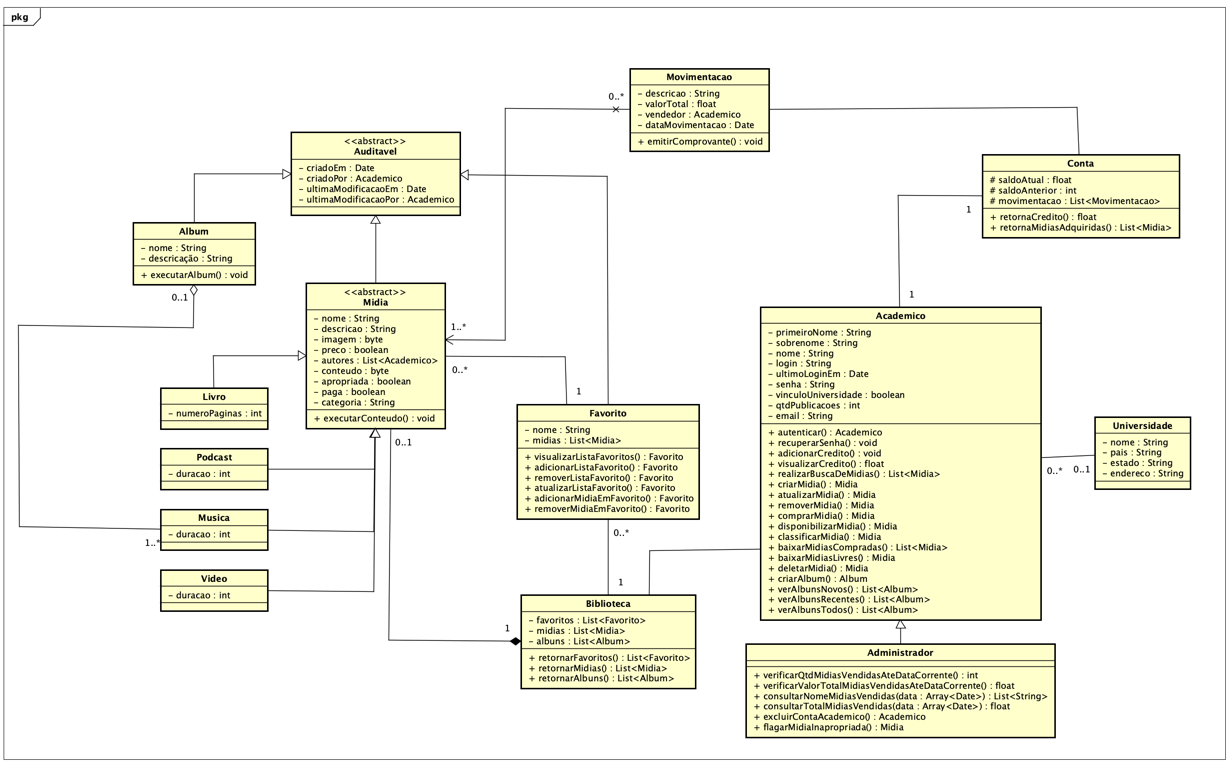 pkg
Movimentacao
- descricao : String
- valorTotal : float
- vendedor : Academico
- dataMovimentacao : Date
+ emitirComprovante() : void
0..*
<<abstract>>
Auditavel
- criadoEm : Date
- criadoPor : Academico
- ultimaModificacaoEm : Date
- ultimaModificacaoPor : Academico
Conta
# saldoAtual : float
# saldoAnterior : int
# movimentacao : List<Movimentacao>
+ retornaCredito() : float
+ retornaMidiasAdquiridas() : List<Midia>
1
1
Album
- nome : String
- descricação : String
+ executarAlbum() : void
0..1
<<abstract>>
Midia
- nome : String
- descricao : String
- imagem : byte
- preco : boolean
- autores : List<Academico>
- conteudo : byte
- apropriada : boolean
- paga : boolean
- categoria : String
+ executarConteudo() : void
1..*
0..*
0..1
1
Academico
- primeiroNome : String
- sobrenome : String
- nome : String
- login : String
- ultimoLoginEm : Date
- senha : String
- vinculoUniversidade : boolean
- qtdPublicacoes : int
- email : String
+ autenticar() : Academico
+ recuperarSenha() : void
+ adicionarCredito() : void
+ visualizarCredito() : float
+ realizarBuscaDeMidias() : List<Midia>
+ criarMidia() : Midia
+ atualizarMidia() : Midia
+ removerMidia() : Midia
+ comprarMidia() : Midia
+ disponibilizarMidia() : Midia
+ classificarMidia() : Midia
+ baixarMidiasCompradas() : List<Midia>
+ baixarMidiasLivres() : Midia
+ deletarMidia() : Midia
+ criarAlbum() : Album
+ verAlbunsNovos() : List<Album>
+ verAlbunsRecentes() : List<Album>
+ verAlbunsTodos() : List<Album>
0..*
0..1
Universidade
- nome : String
- pais : String
- estado : String
- endereco : String
Livro
- numeroPaginas : int
Favorito
- nome : String
- midias : List<Midia>
+ visualizarListaFavoritos() : Favorito
+ adicionarListaFavorito() : Favorito
+ removerListaFavorito() : Favorito
+ atualizarListaFavorito() : Favorito
+ adicionarMidiaEmFavorito() : Favorito
+ removerMidiaEmFavorito() : Favorito
0..*
1
Podcast
- duracao : int
Musica
- duracao : int
1..*
Video
- duracao : int
1
Biblioteca
- favoritos : List<Favorito>
- midias : List<Midia>
- albuns : List<Album>
+ retornarFavoritos() : List<Favorito>
+ retornarMidias() : List<Midia>
+ retornarAlbuns() : List<Album>
Administrador
+ verificarQtdMidiasVendidasAteDataCorrente() : int
+ verificarValorTotalMidiasVendidasAteDataCorrente() : float
+ consultarNomeMidiasVendidas(data : Array<Date>) : List<String>
+ consultarTotalMidiasVendidas(data : Array<Date>) : float
+ excluirContaAcademico() : Academico
+ flagarMidiaInapropriada() : Midia